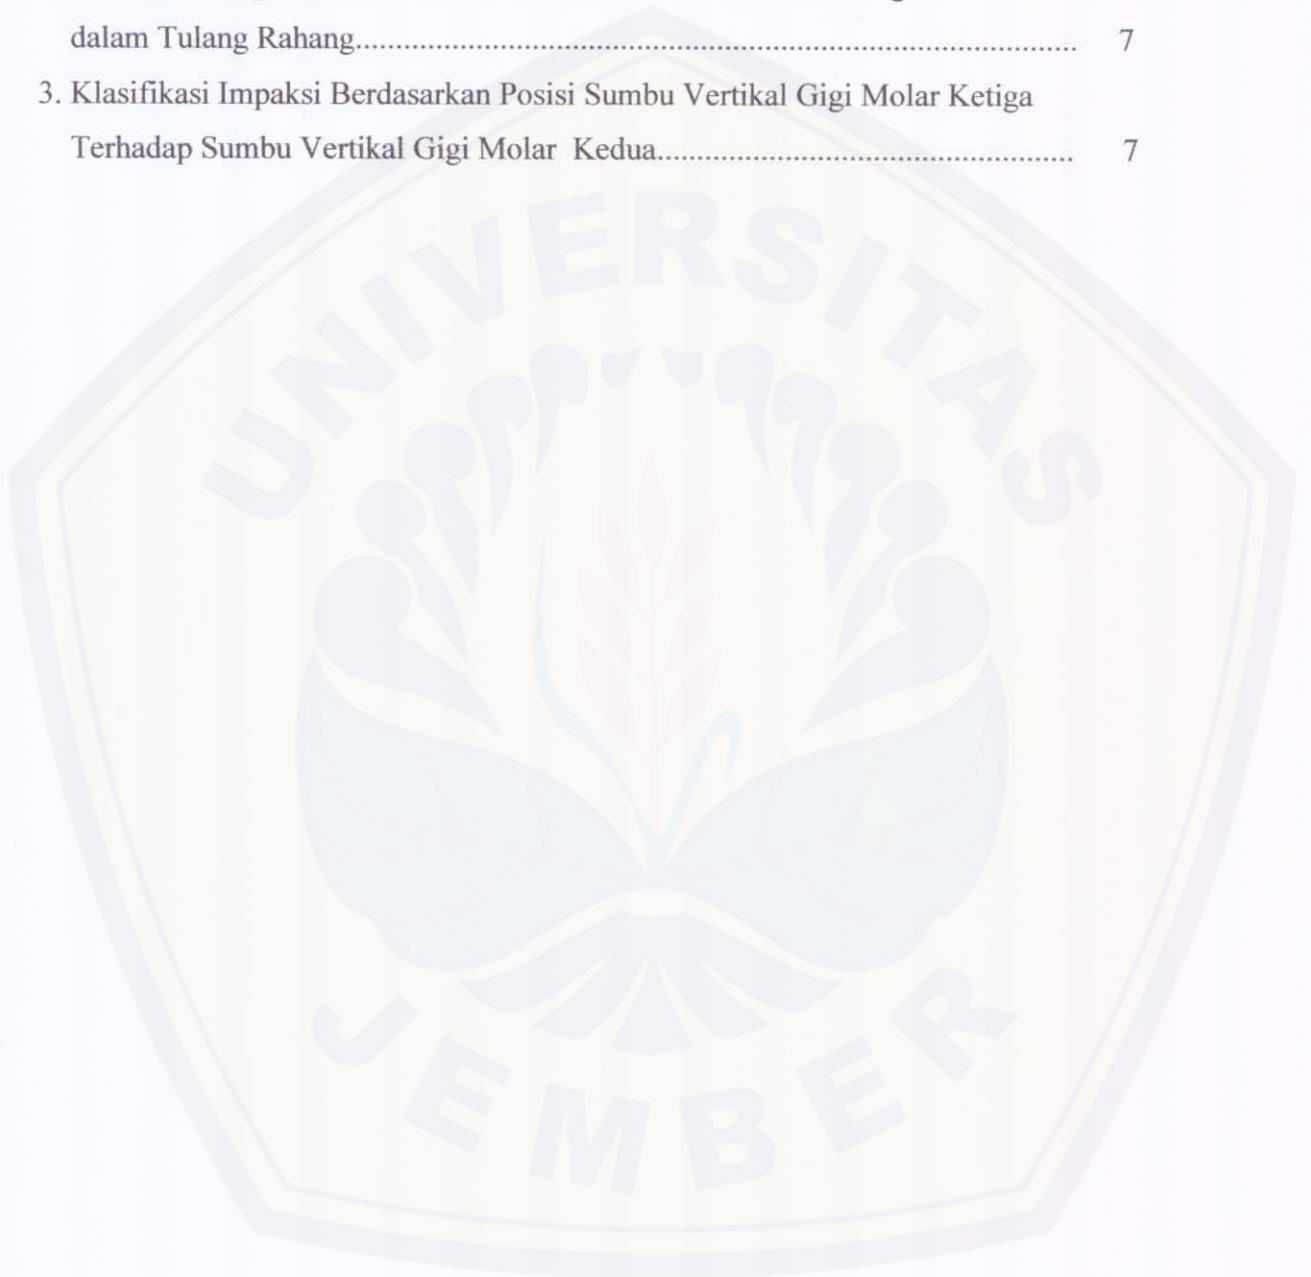 dalam Tulang Rahang........................................................................................... 7
3. Klasifikasi Impaksi Berdasarkan Posisi Sumbu Vertikal Gigi Molar Ketiga
Terhadap Sumbu Vertikal Gigi Molar Kedua.................................................... 7
UNIVERSITAS
JEMBER